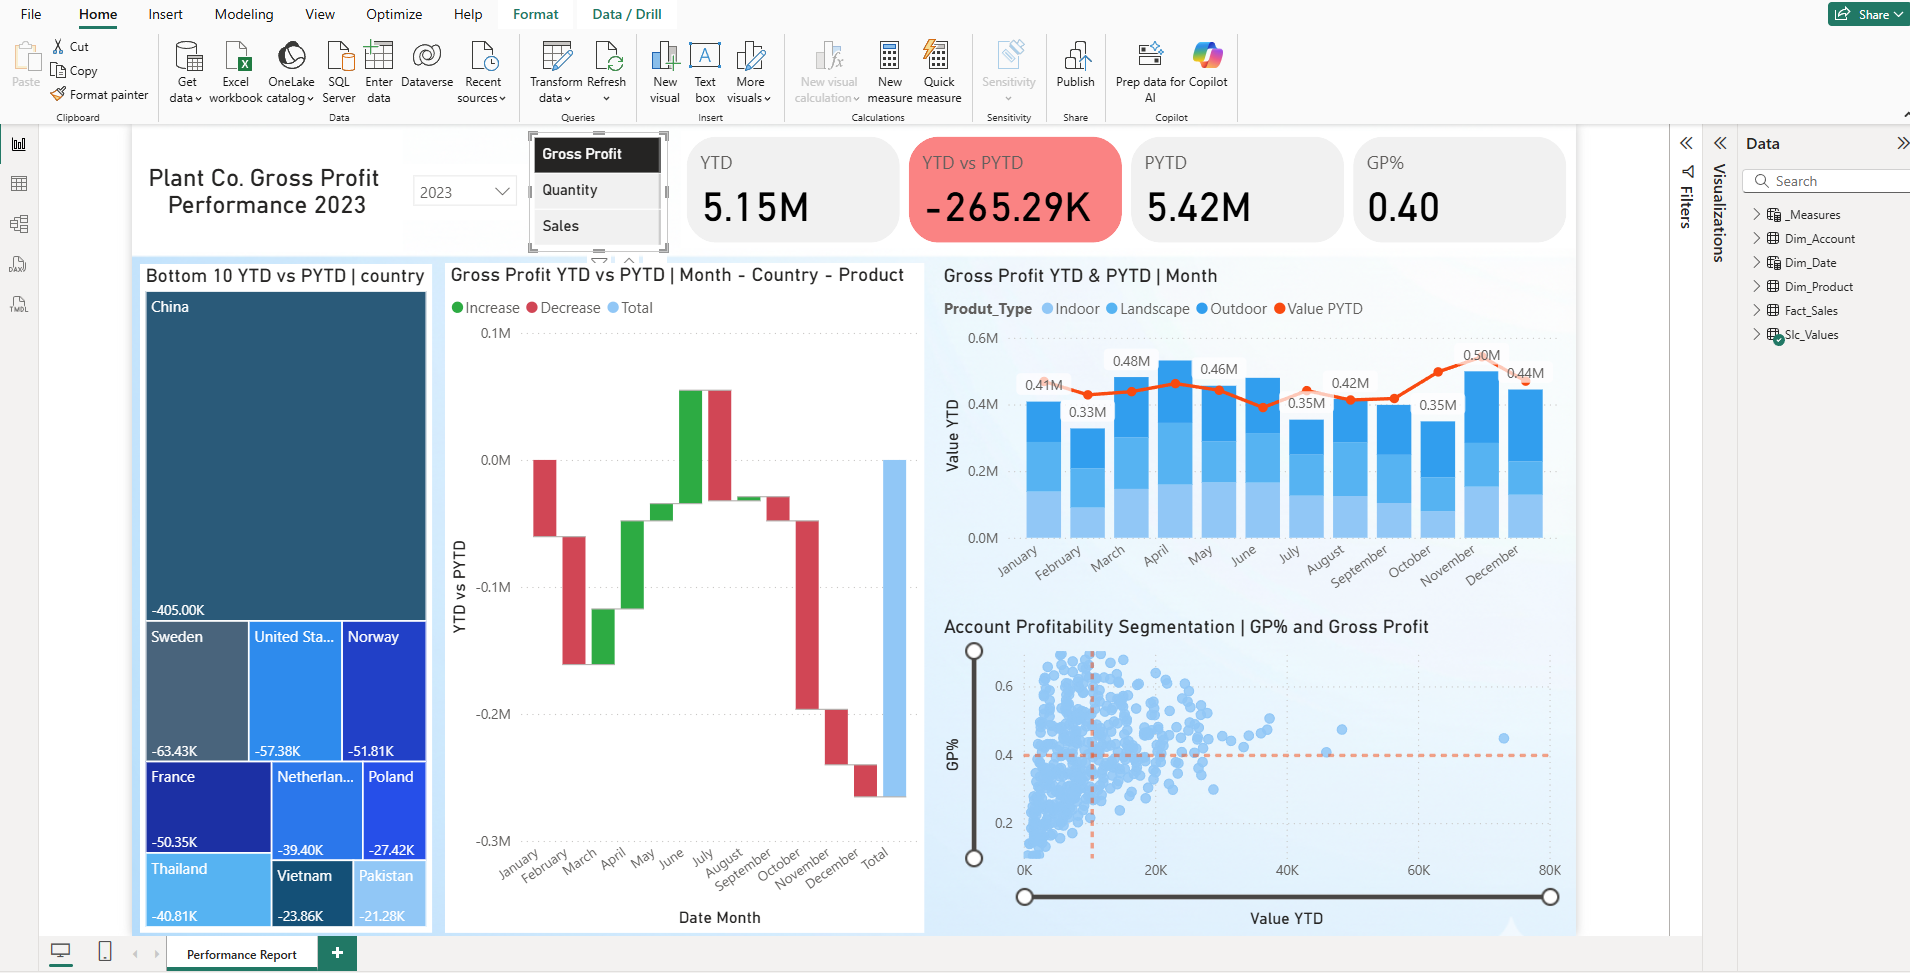 File Home Insert Modeling View Optimize Help Format Data / Drill Share
Paste
Cut
Copy
Format painter
Clipboard
Get data
Excel workbook
OneLake catalog
SQL Server
Enter data
Dataverse
Recent sources
Data
Transform data
Refresh
Queries
New visual
Text box
More visuals
Insert
New visual calculation
New measure
Quick measure
Calculations
Sensitivity
Sensitivity
Publish
Share
Prep data for AI
Copilot
Copilot
Plant Co. Gross Profit
Performance 2023
2023
Gross Profit
Quantity
Sales
YTD
5.15M
YTD vs PYTD
-265.29K
PYTD
5.42M
GP%
0.40
Bottom 10 YTD vs PYTD | country
China
-405.00K
Sweden
-63.43K
United Sta...
-57.38K
Norway
-51.81K
France
-50.35K
Netherlan...
-39.40K
Poland
-27.42K
Thailand
-40.81K
Vietnam
-23.86K
Pakistan
-21.28K
Gross Profit YTD vs PYTD | Month - Country - Product
Increase Decrease Total
0.1M
0.0M
-0.1M
-0.2M
-0.3M
YTD vs PYTD
January February March April May June July August September October November December Total
Date Month
Gross Profit YTD & PYTD | Month
Produt_Type Indoor Landscape Outdoor Value PYTD
0.6M
0.4M
0.2M
0.0M
Value YTD
0.41M 0.33M 0.48M 0.46M 0.35M 0.42M 0.35M 0.50M 0.44M
January February March April May June July August September October November December
Account Profitability Segmentation | GP% and Gross Profit
0.6
0.4
0.2
GP%
0K 20K 40K 60K 80K
Value YTD
Filters
Visualizations
Data
Search
_Measures
Dim_Account
Dim_Date
Dim_Product
Fact_Sales
Slc_Values
DAX
TMDL
Performance Report